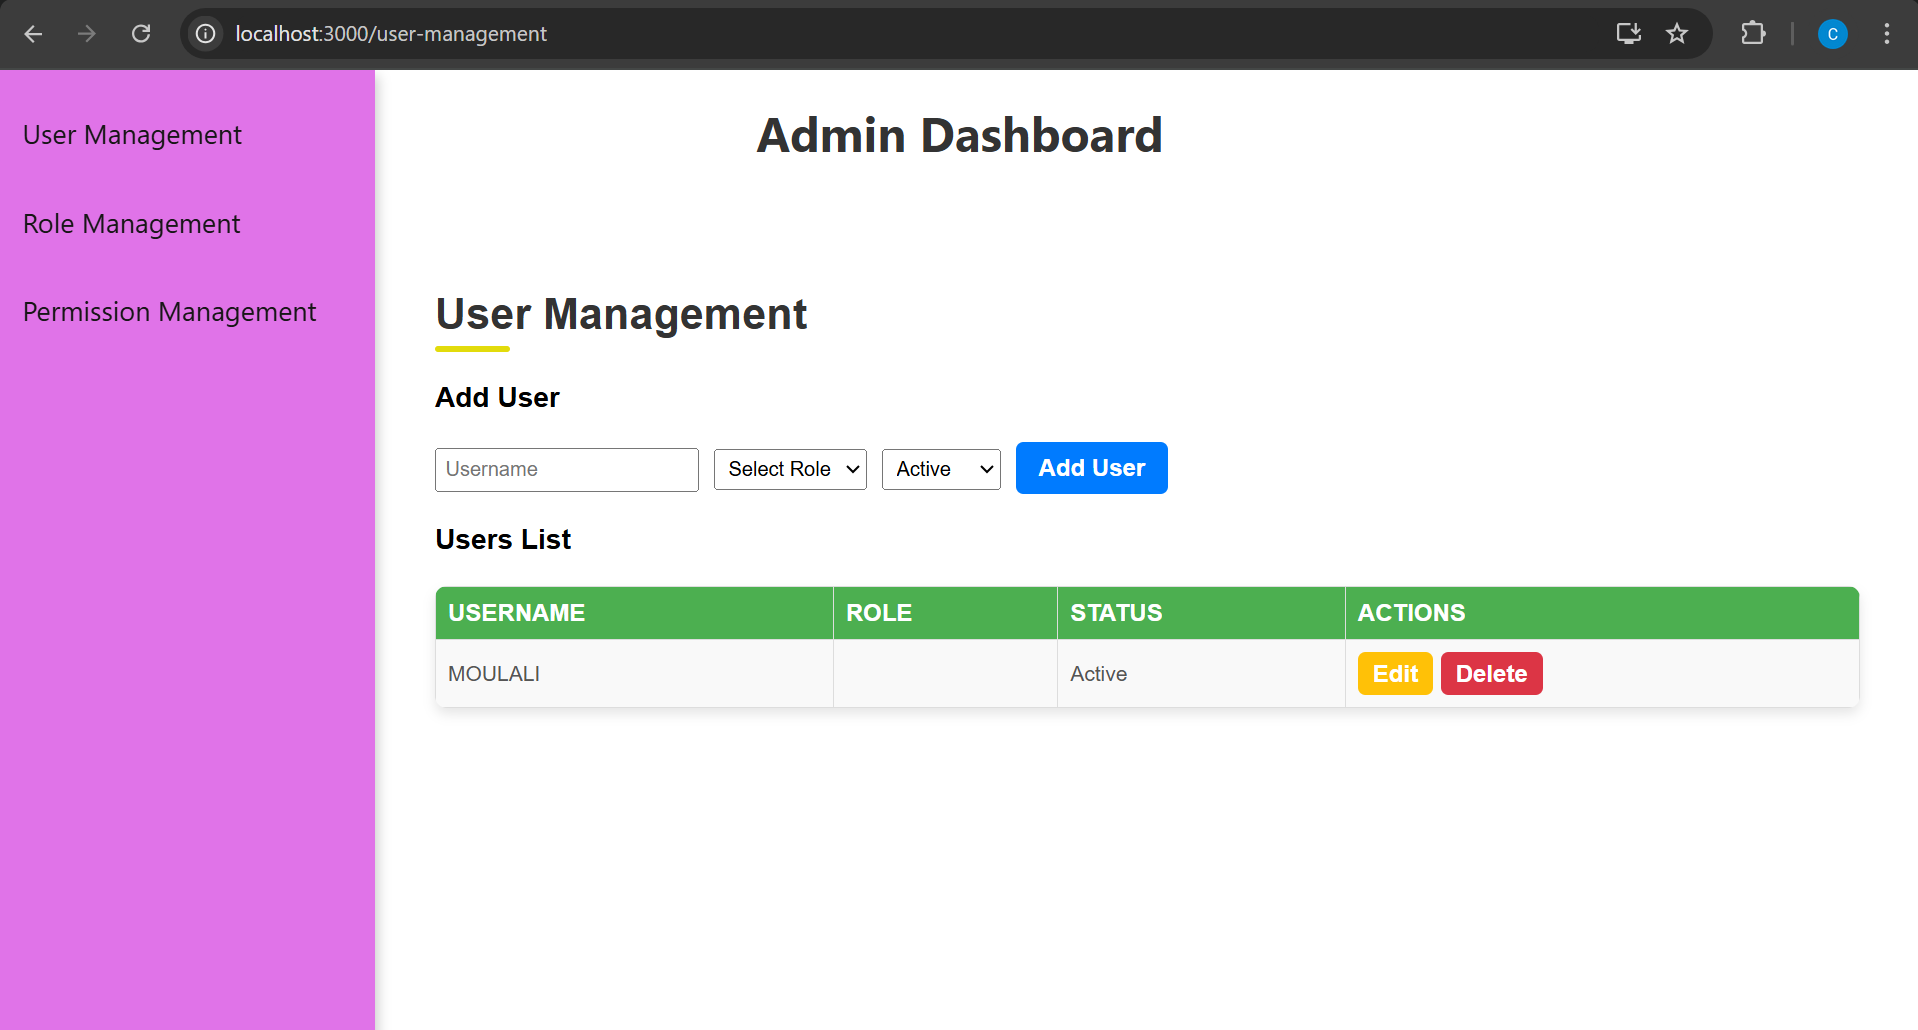 localhost:3000/user-management
C
User Management
Role Management
Permission Management
Admin Dashboard
User Management
Add User
Username Select Role Active Add User
Users List
USERNAME ROLE STATUS ACTIONS
MOULALI Active Edit Delete